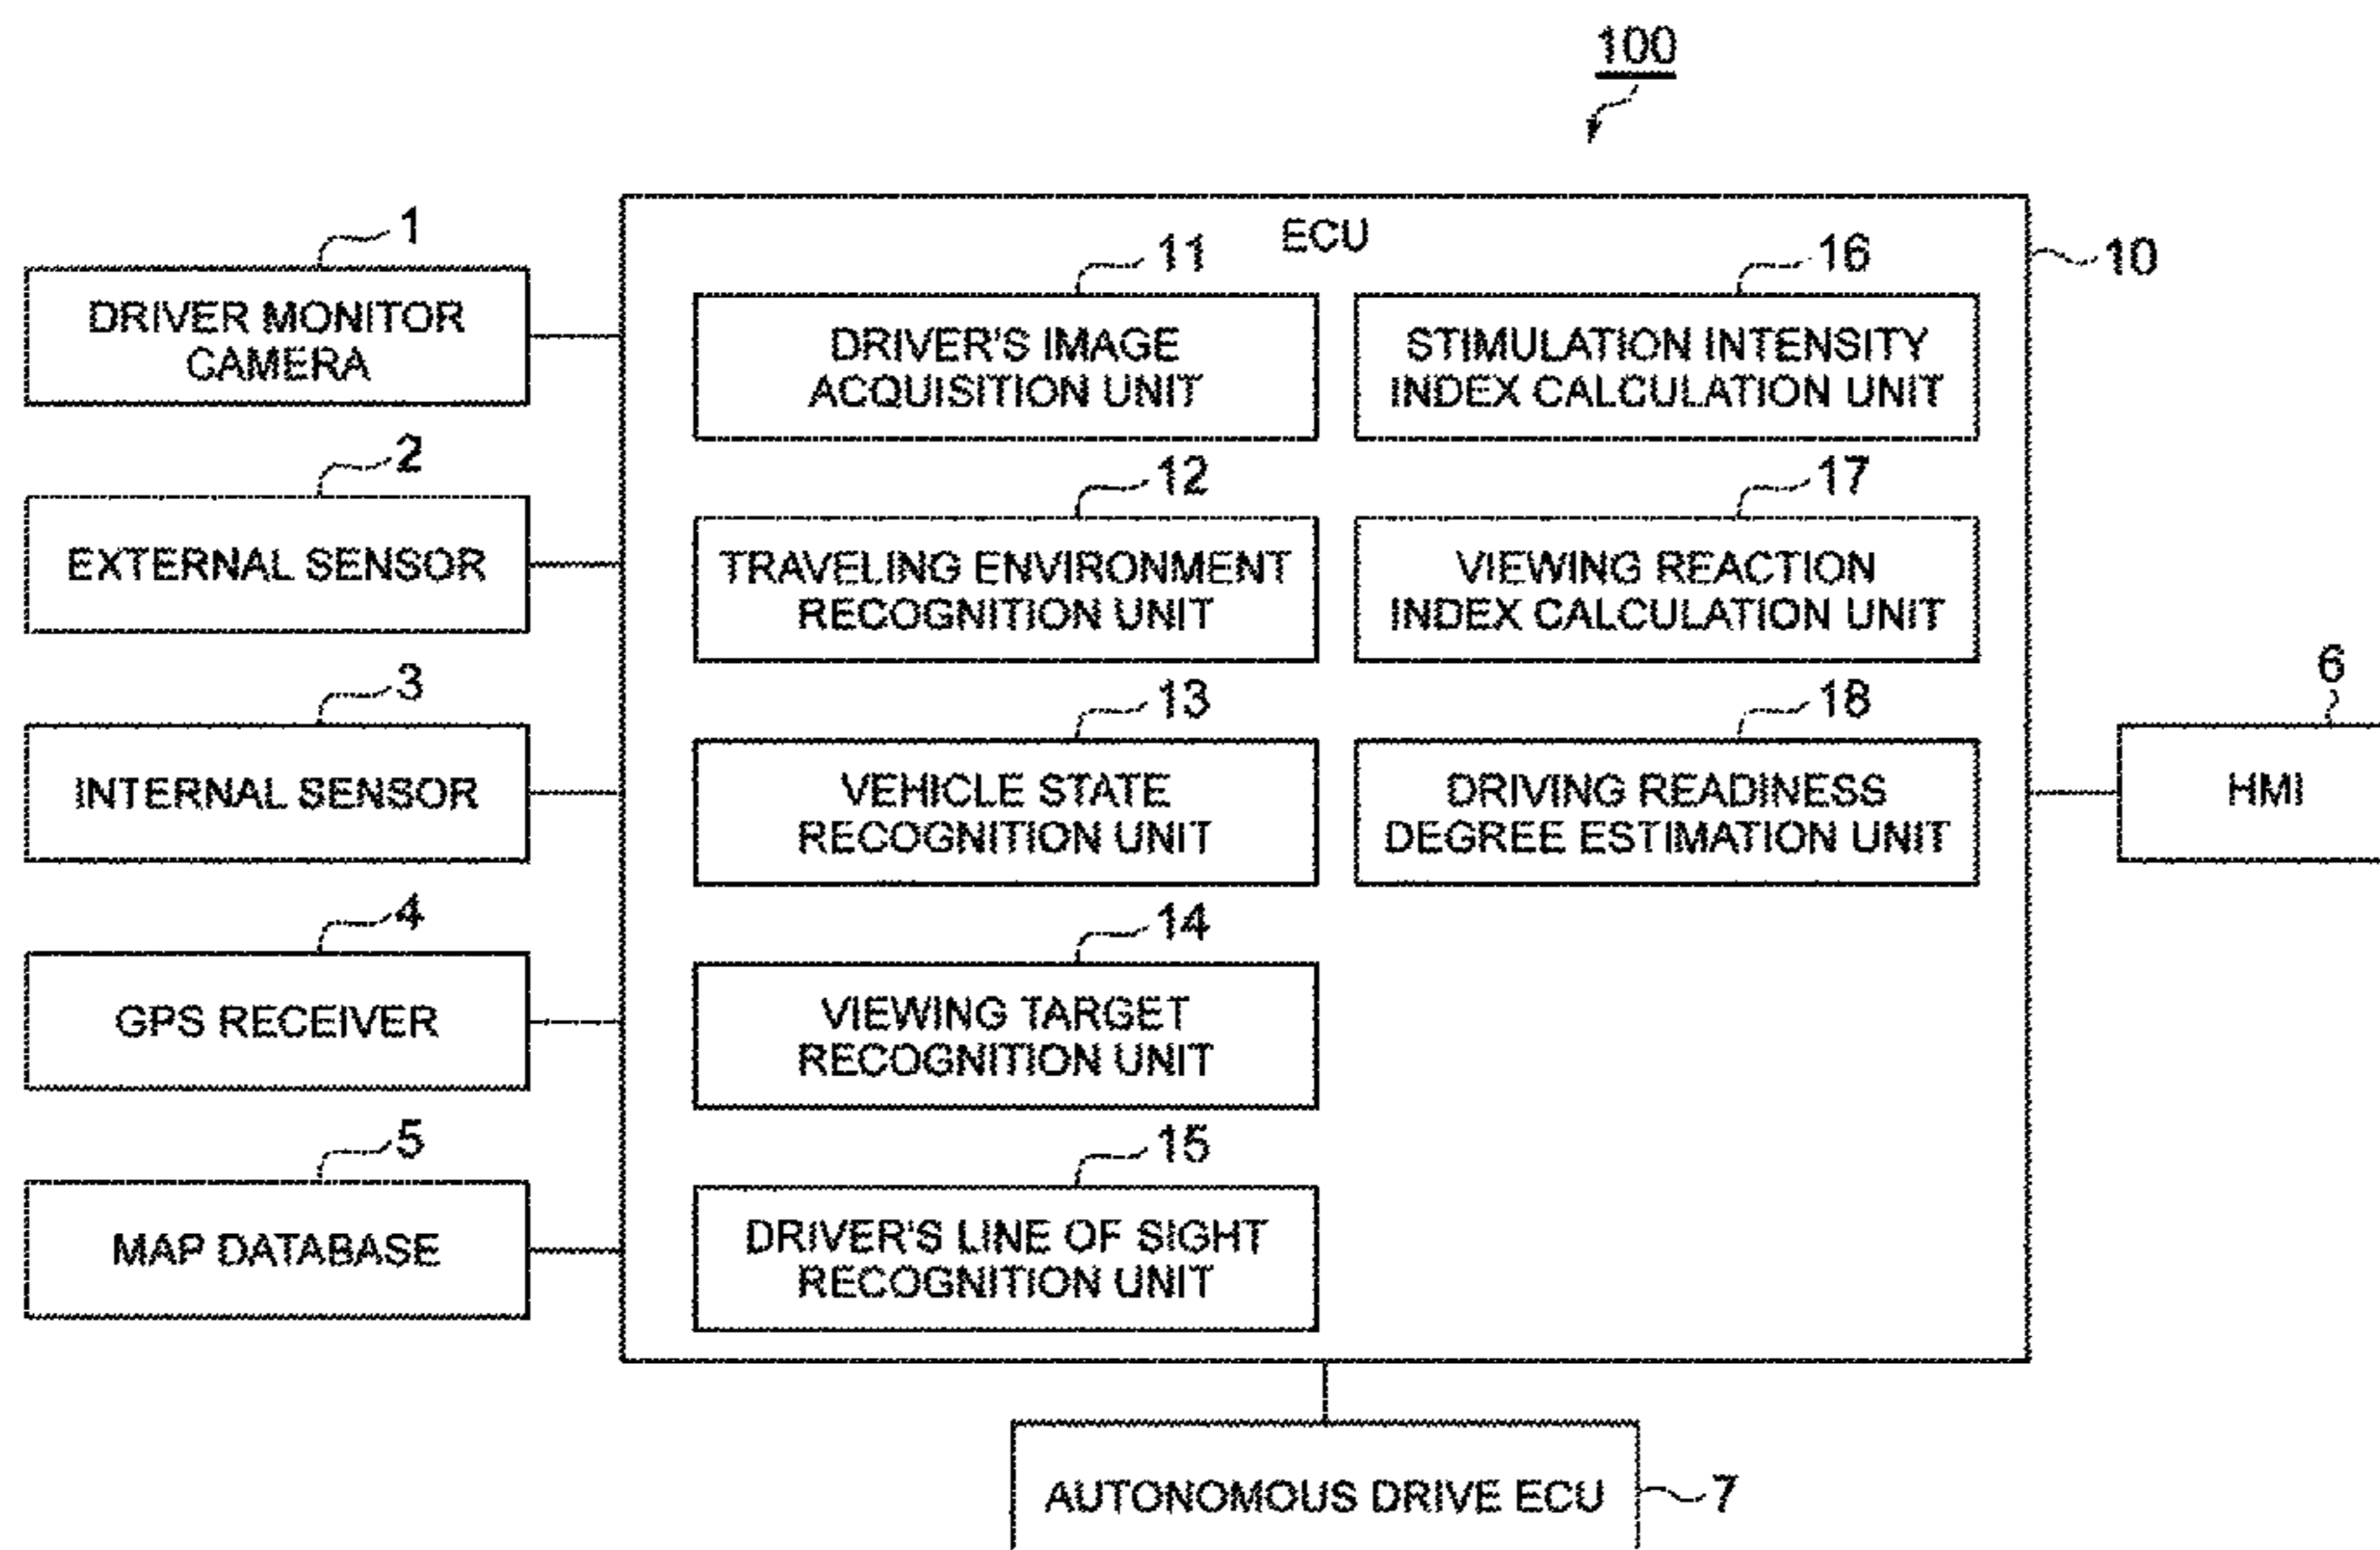 100
1
DRIVER MONITOR
CAMERA
2
EXTERNAL SENSOR
3
INTERNAL SENSOR
4
GPS RECEIVER
5
MAP DATABASE
ECU
10
11
DRIVER'S IMAGE
ACQUISITION UNIT
12
TRAVELING ENVIRONMENT
RECOGNITION UNIT
13
VEHICLE STATE
RECOGNITION UNIT
14
VIEWING TARGET
RECOGNITION UNIT
15
DRIVER'S LINE OF SIGHT
RECOGNITION UNIT
16
STIMULATION INTENSITY
INDEX CALCULATION UNIT
17
VIEWING REACTION
INDEX CALCULATION UNIT
18
DRIVING READINESS
DEGREE ESTIMATION UNIT
6
HMI
AUTONOMOUS DRIVE ECU
7